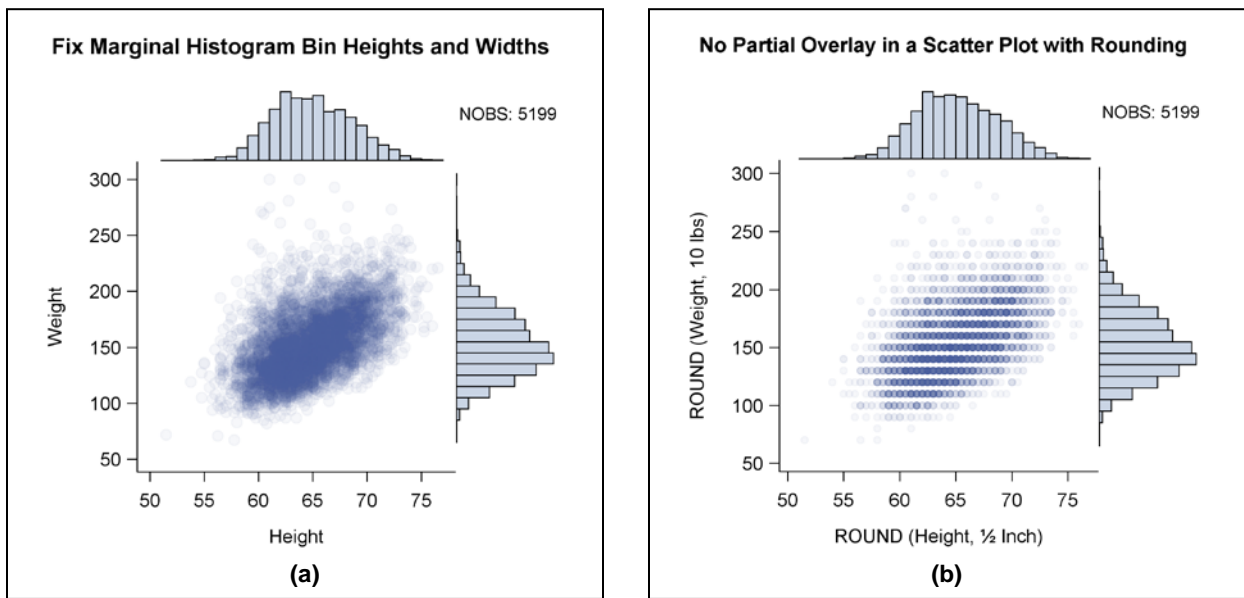 Fix Marginal Histogram Bin Heights and Widths
NOBS: 5199
300
250
200
150
100
50
Weight
50 55 60 65 70 75
Height
(a)
No Partial Overlay in a Scatter Plot with Rounding
NOBS: 5199
300
250
200
150
100
50
ROUND (Weight, 10 lbs)
50 55 60 65 70 75
ROUND (Height, ½ Inch)
(b)